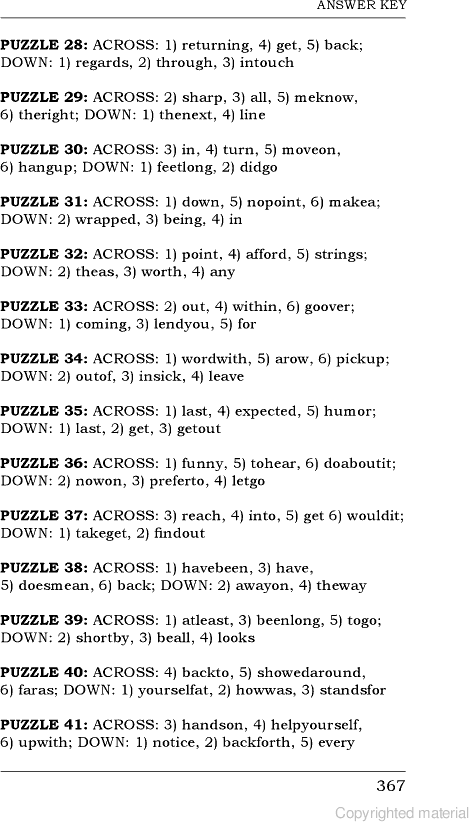 ANSWER KEY
PUZZLE 28: ACROSS: 1) returning, 4) get, 5) back;
DOWN: 1) regards, 2) through, 3) intouch
PUZZLE 29: ACROSS: 2) sharp, 3) all, 5) meknow,
6) theright; DOWN: 1) thenext, 4) line
PUZZLE 30: ACROSS: 3) in, 4) turn, 5) moveon,
6) hangup; DOWN: 1) feetlong, 2) didgo
PUZZLE 31: ACROSS: 1) down, 5) nopoint, 6) makea;
DOWN: 2) wrapped, 3) being, 4) in
PUZZLE 32: ACROSS: 1) point, 4) afford, 5) strings;
DOWN: 2) theas, 3) worth, 4) any
PUZZLE 33: ACROSS: 2) out, 4) within, 6) goover;
DOWN: 1) coming, 3) lendyou, 5) for
PUZZLE 34: ACROSS: 1) wordwith, 5) arow, 6) pickup;
DOWN: 2) outof, 3) insick, 4) leave
PUZZLE 35: ACROSS: 1) last, 4) expected, 5) humor;
DOWN: 1) last, 2) get, 3) getout
PUZZLE 36: ACROSS: 1) funny, 5) tohear, 6) doaboutit;
DOWN: 2) nowon, 3) preferto, 4) letgo
PUZZLE 37: ACROSS: 3) reach, 4) into, 5) get 6) wouldit;
DOWN: 1) takeget, 2) findout
PUZZLE 38: ACROSS: 1) havebeen, 3) have,
5) doesmean, 6) back; DOWN: 2) awayon, 4) theway
PUZZLE 39: ACROSS: 1) atleast, 3) beenlong, 5) togo;
DOWN: 2) shortby, 3) beall, 4) looks
PUZZLE 40: ACROSS: 4) backto, 5) showedaround,
6) faras; DOWN: 1) yourselfat, 2) howwas, 3) standsfor
PUZZLE 41: ACROSS: 3) handson, 4) helpyourself,
6) upwith; DOWN: 1) notice, 2) backforth, 5) every
367
Copyrighted material